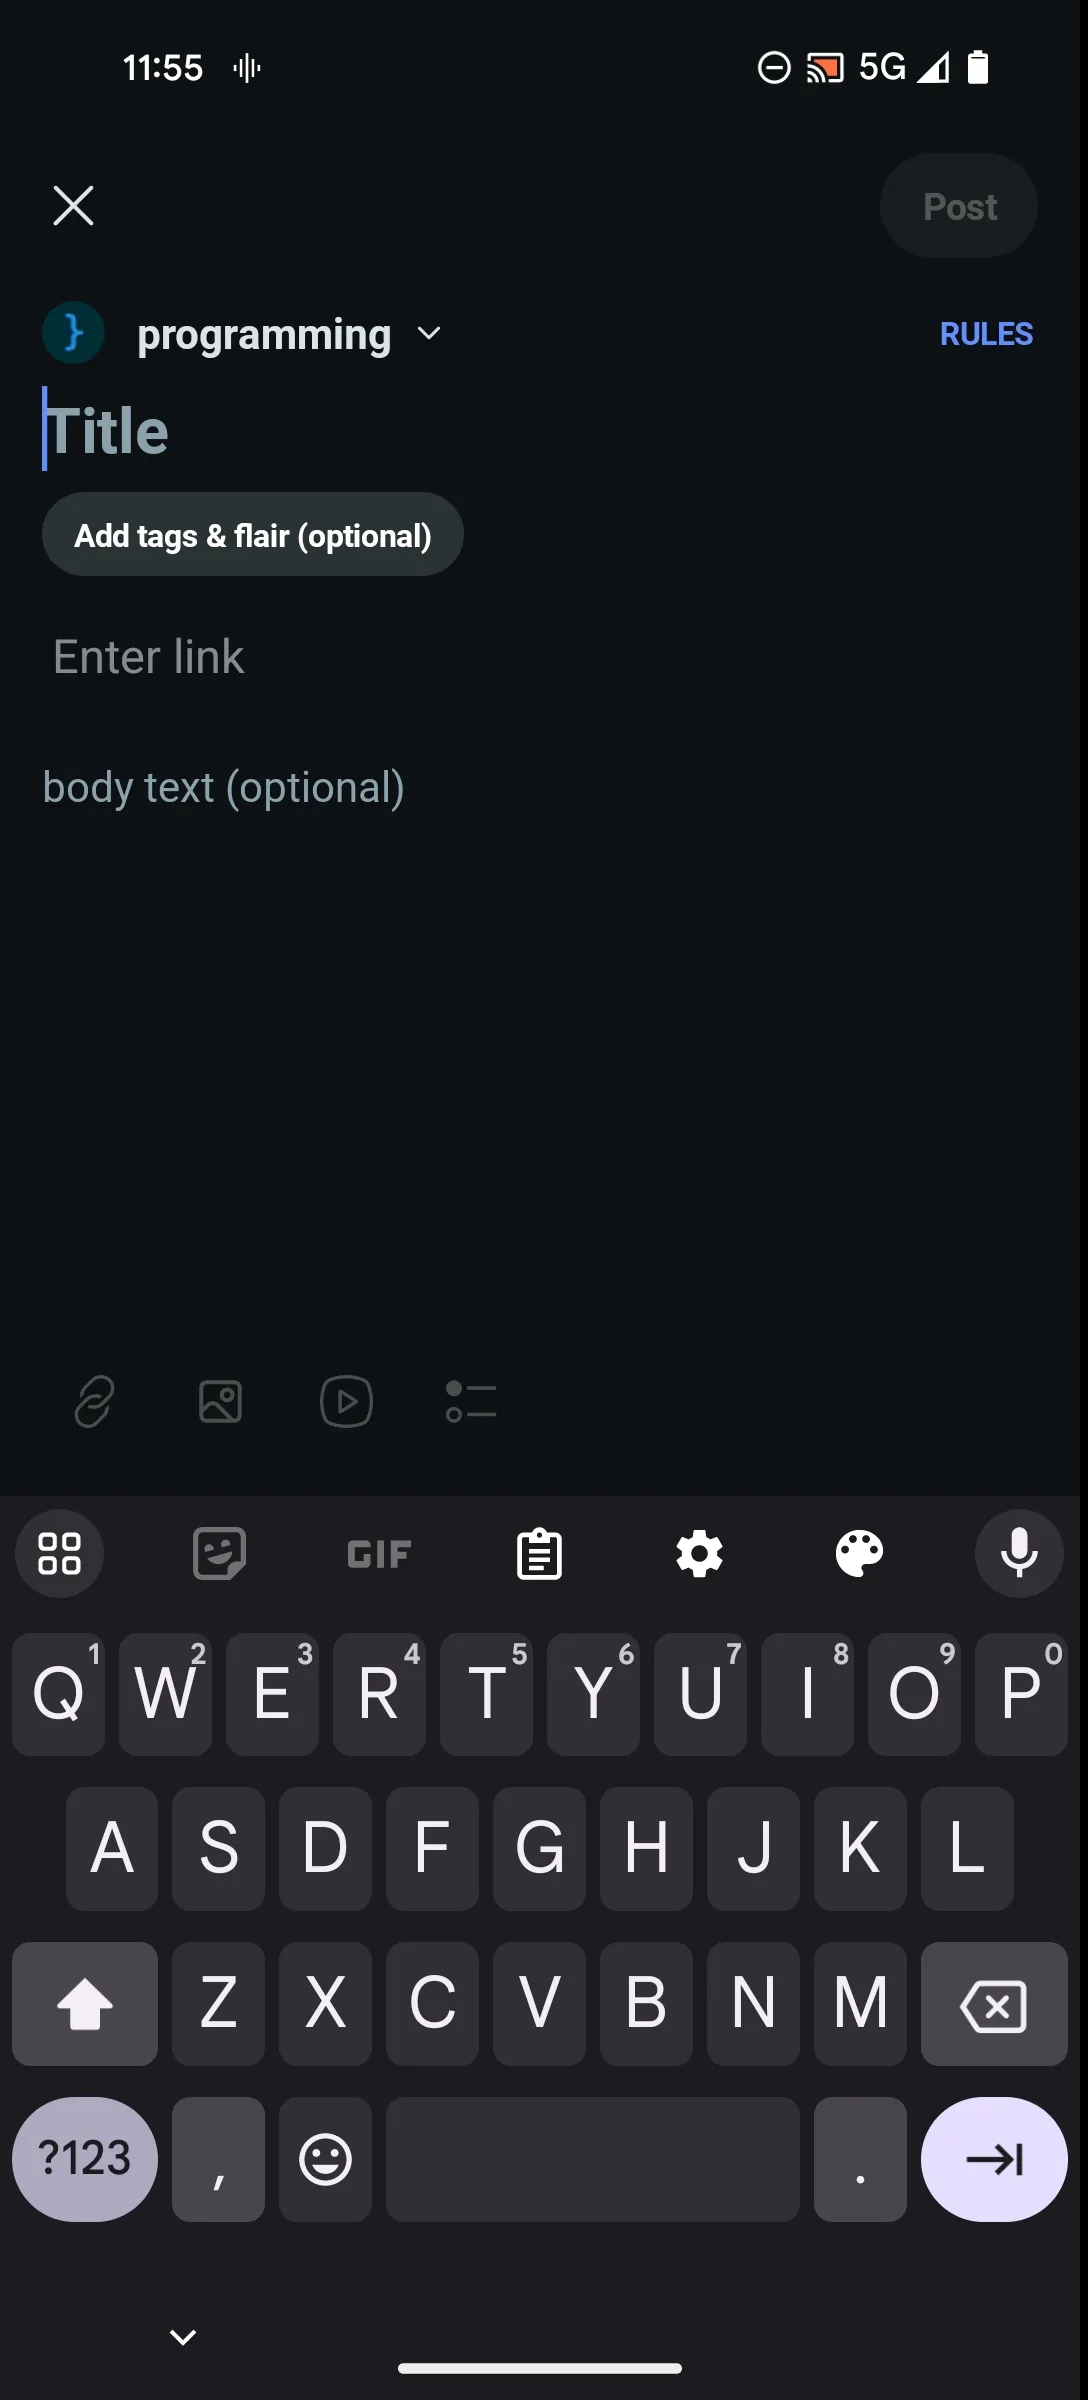 11:55
5G
Post
programming
RULES
Title
Add tags & flair (optional)
Enter link
body text (optional)
GIF
Q 1 W 2 E 3 R 4 T 5 Y 6 U 7 I 8 O 9 P 0
A S D F G H J K L
Z X C V B N M
?123 , .